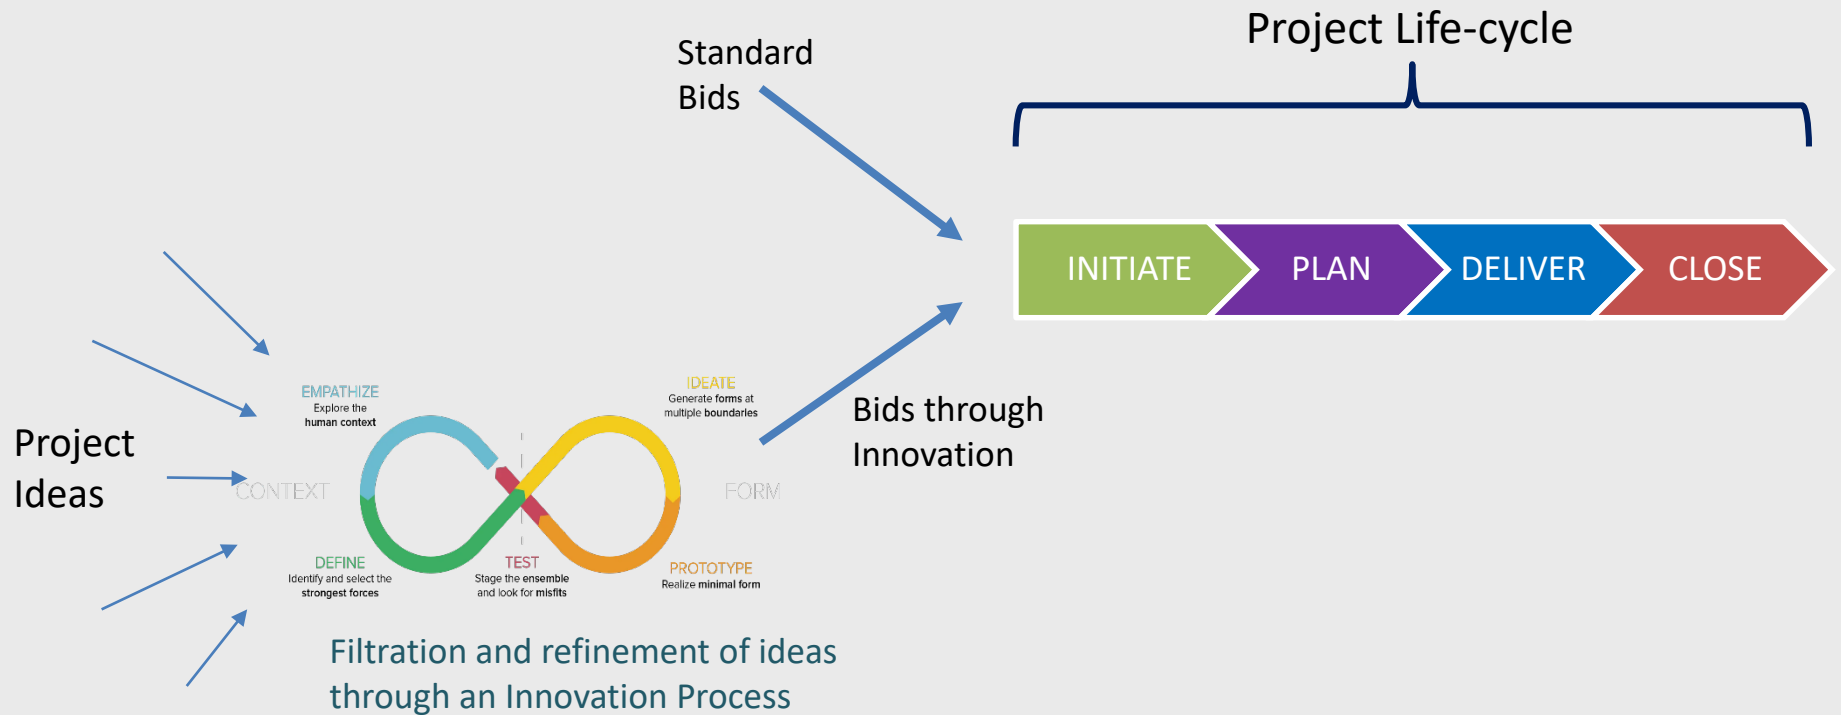 Project Life-cycle
Standard
Bids
INITIATE
PLAN
DELIVER
CLOSE
EMPATHIZE
Explore the
human context
IDEATE
Generate forms at
multiple boundaries
Bids through
Innovation
Project
Ideas
CONTEXT
FORM
DEFINE
Identify and select the
strongest forces
TEST
Stage the ensemble
and look for misfits
PROTOTYPE
Realize minimal form
Filtration and refinement of ideas
through an Innovation Process